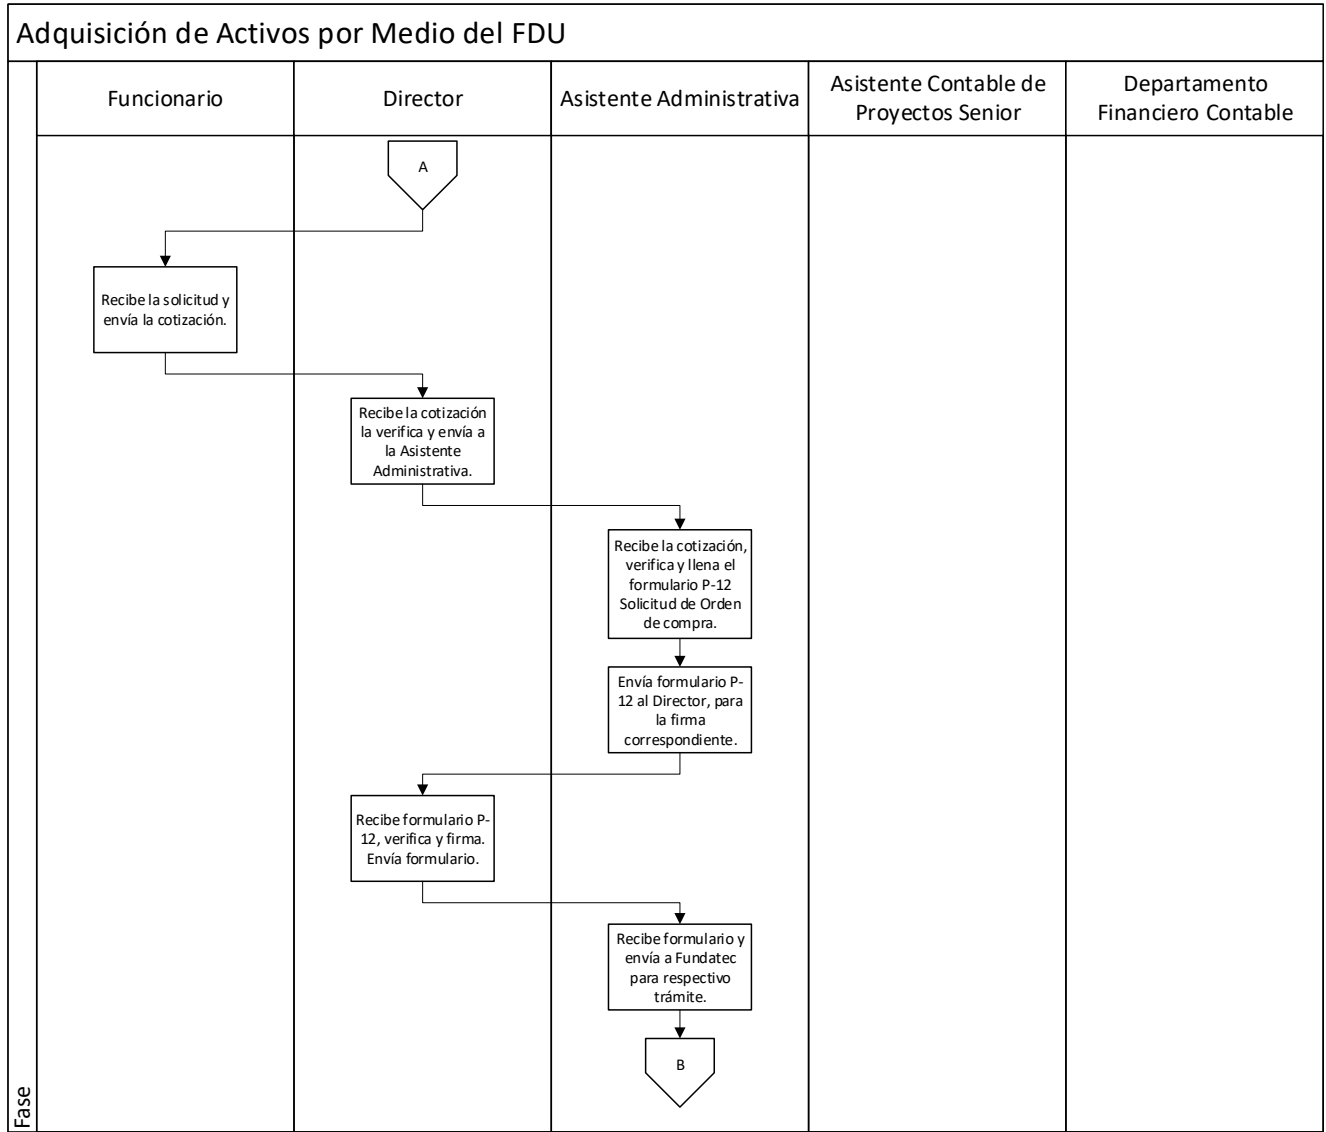 Adquisición de Activos por Medio del FDU
Funcionario
Director
Asistente Administrativa
Asistente Contable de
Proyectos Senior
Departamento
Financiero Contable
A
Recibe la solicitud y
envía la cotización.
Recibe la cotización
la verifica y envía a
la Asistente
Administrativa.
Recibe la cotización,
verifica y llena el
formulario P-12
Solicitud de Orden
de compra.
Envía formulario P-
12 al Director, para
la firma
correspondiente.
Recibe formulario P-
12, verifica y firma.
Envía formulario.
Recibe formulario y
envía a Fundatec
para respectivo
trámite.
B
Fase